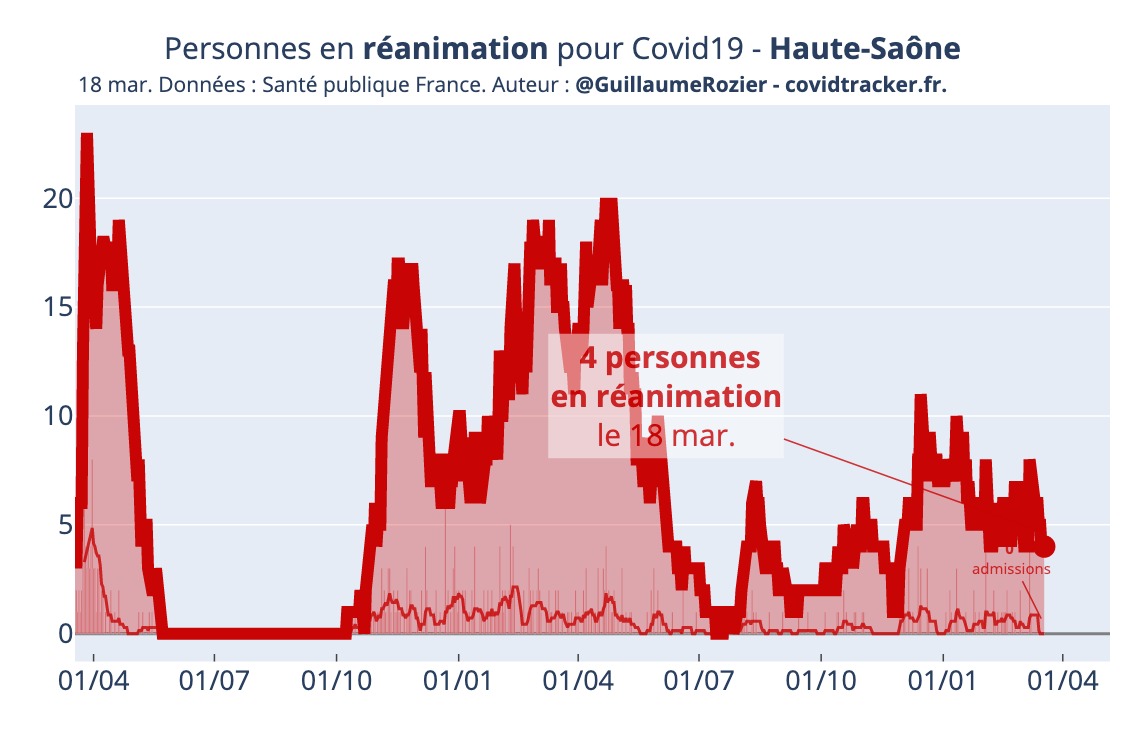 Personnes en réanimation pour Covid19 - Haute-Saône
18 mar. Données : Santé publique France. Auteur : @GuillaumeRozier - covidtracker.fr.
20
15
10
5
0
4 personnes
en réanimation
le 18 mar.
0
admissions
01/04 01/07 01/10 01/01 01/04 01/07 01/10 01/01 01/04